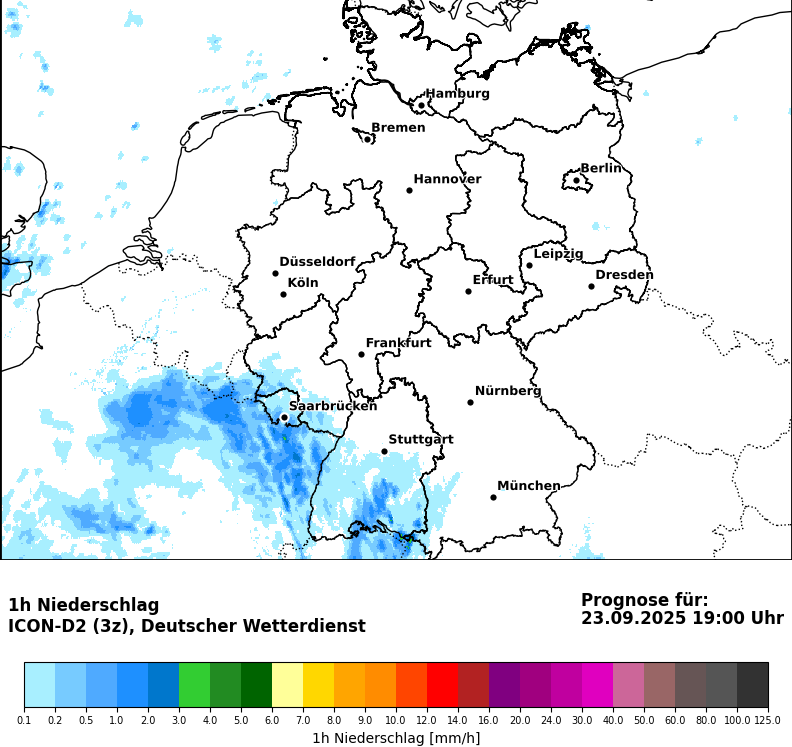 Hamburg
Bremen
Berlin
Hannover
Leipzig
Düsseldorf
Dresden
Köln
Erfurt
Frankfurt
Nürnberg
Saarbrücken
Stuttgart
München
1h Niederschlag
ICON-D2 (3z), Deutscher Wetterdienst
Prognose für:
23.09.2025 19:00 Uhr
0.1 0.2 0.5 1.0 2.0 3.0 4.0 5.0 6.0 7.0 8.0 9.0 10.0 12.0 14.0 16.0 20.0 24.0 30.0 40.0 50.0 60.0 80.0 100.0 125.0
1h Niederschlag [mm/h]